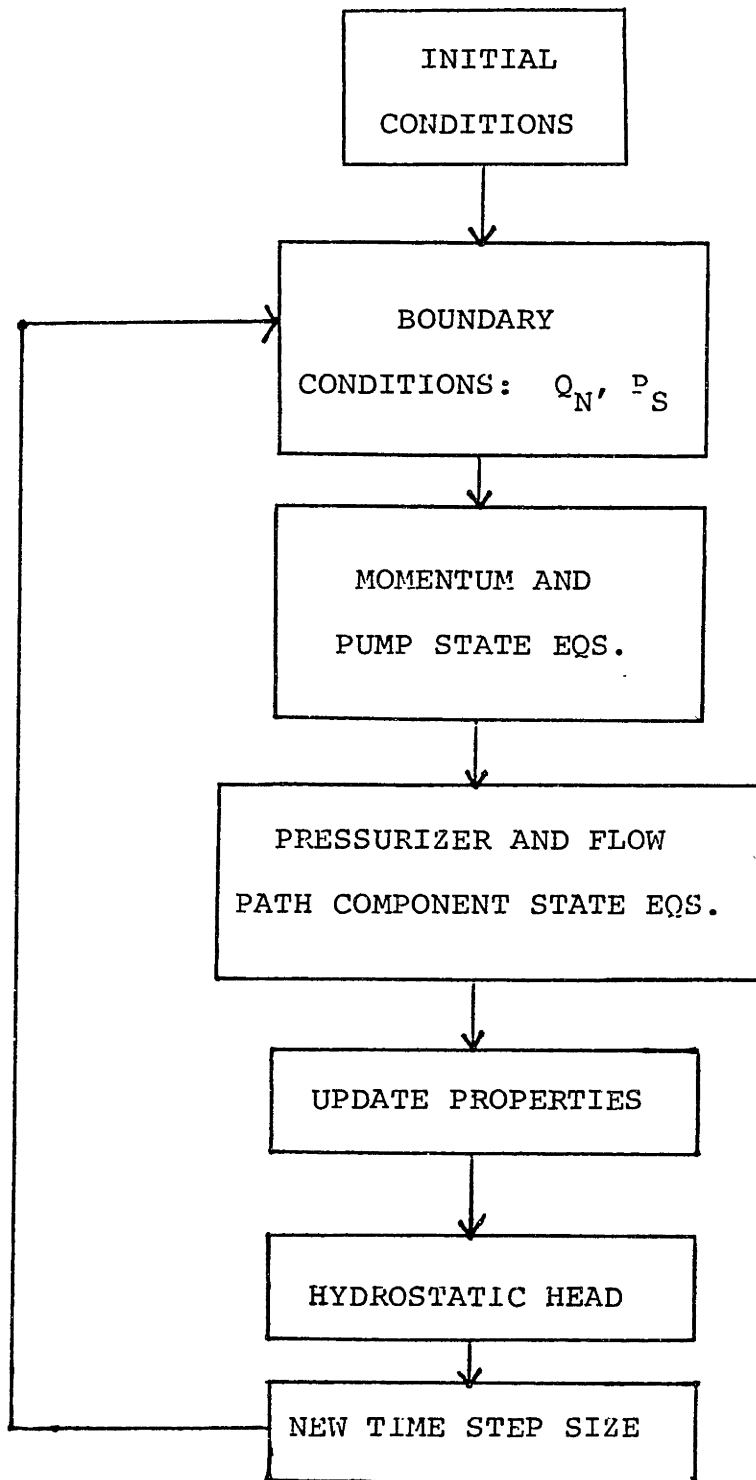 INITIAL
CONDITIONS
BOUNDARY
CONDITIONS: Q_N, P_S
MOMENTUM AND
PUMP STATE EQS.
PRESSURIZER AND FLOW
PATH COMPONENT STATE EQS.
UPDATE PROPERTIES
HYDROSTATIC HEAD
NEW TIME STEP SIZE